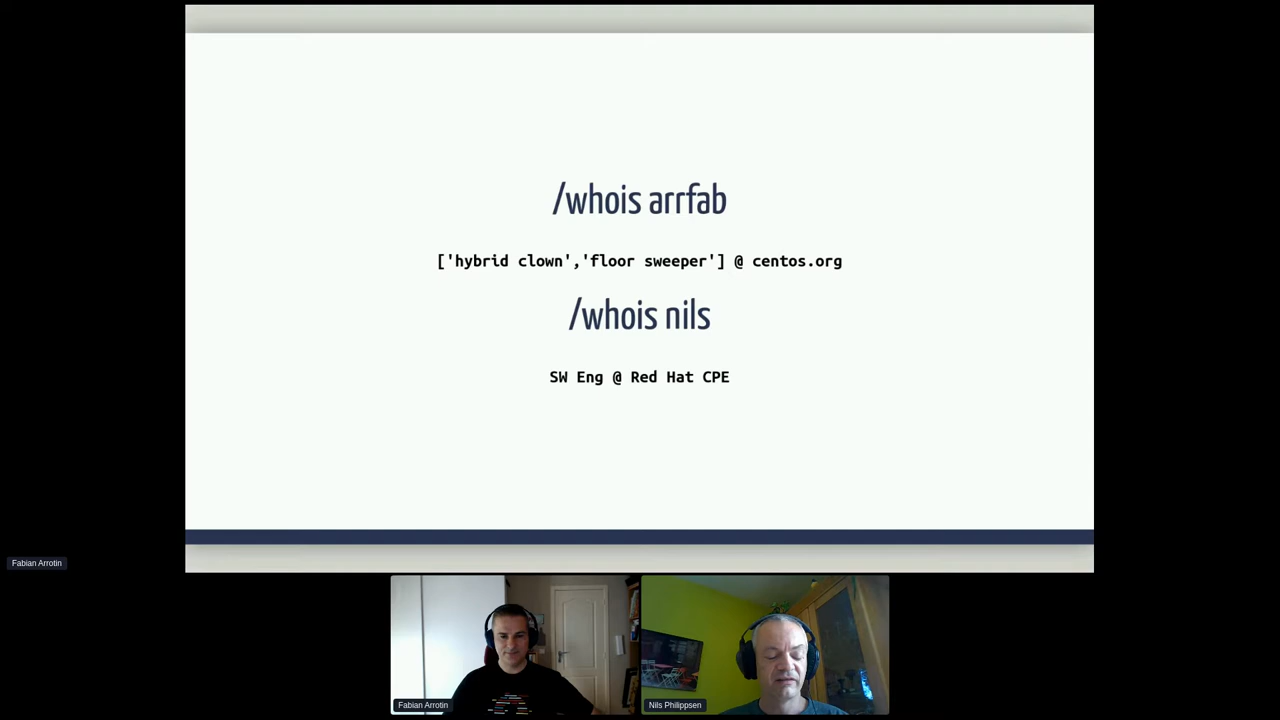 /whois arrfab
['hybrid clown','floor sweeper'] @ centos.org
/whois nils
SW Eng @ Red Hat CPE
Fabian Arrotin
Fabian Arrotin
Nils Philippsen